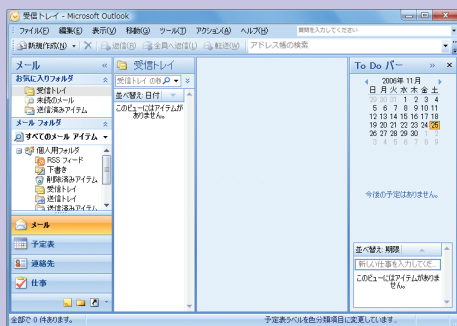 受信トレイ - Microsoft Outlook
ファイル(F) 編集(E) 表示(V) 移動(G) ツール(T) アクション(A) ヘルプ(H) 質問を入力してください
新規作成(N) 返信(R) 全員へ返信(L) 転送(W) アドレス帳の検索
メール «
お気に入りフォルダ
受信トレイ
未読のメール
送信済みアイテム
メール フォルダ
すべてのメール アイテム
個人用フォルダ
RSS フィード
下書き
削除済みアイテム
受信トレイ
送信トレイ
送信済みアイテム
メール
予定表
連絡先
仕事
全部で 0 件あります。
受信トレイ
受信トレイ の検
並べ替え: 日付
このビューにはアイテムが
ありません。
To Do バー » ×
2006年 11月
日 月 火 水 木 金 土
29 30 31 1 2 3 4
5 6 7 8 9 10 11
12 13 14 15 16 17 18
19 20 21 22 23 24 25
26 27 28 29 30 1 2
3 4 5 6 7 8 9
今後の予定はありません。
並べ替え: 期限
新しい仕事を入力してくだ...
このビューにはアイテムがありま
せん。
予定表ラベルを色分類項目に変更しています。